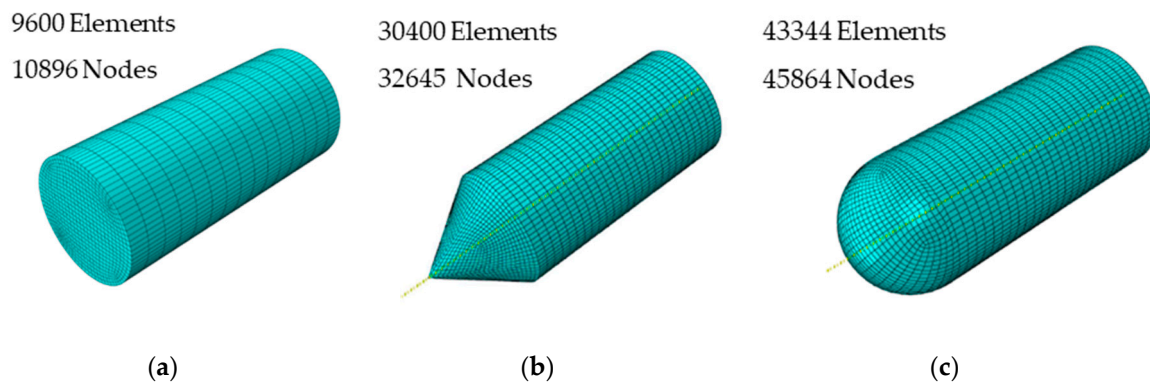 9600 Elements
10896 Nodes
30400 Elements
32645 Nodes
43344 Elements
45864 Nodes
(a)
(b)
(c)